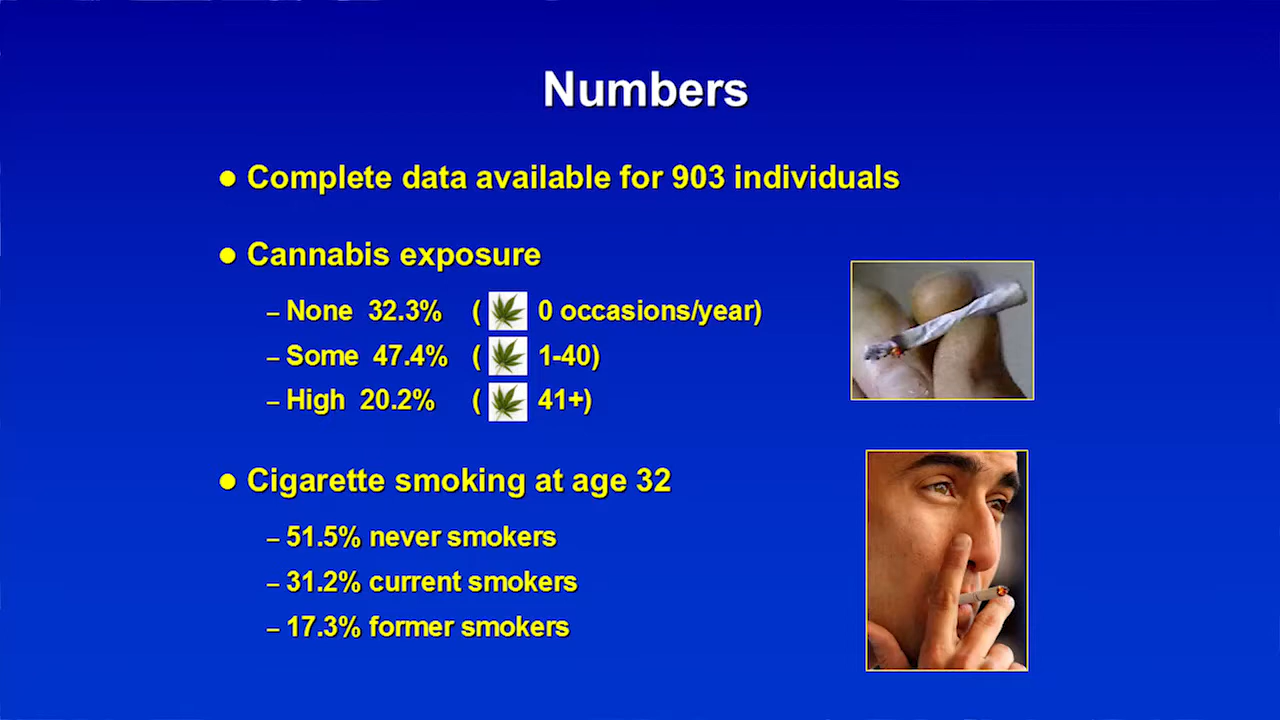 Numbers
● Complete data available for 903 individuals
● Cannabis exposure
– None 32.3% ( 0 occasions/year)
– Some 47.4% ( 1-40)
– High 20.2% ( 41+)
● Cigarette smoking at age 32
– 51.5% never smokers
– 31.2% current smokers
– 17.3% former smokers